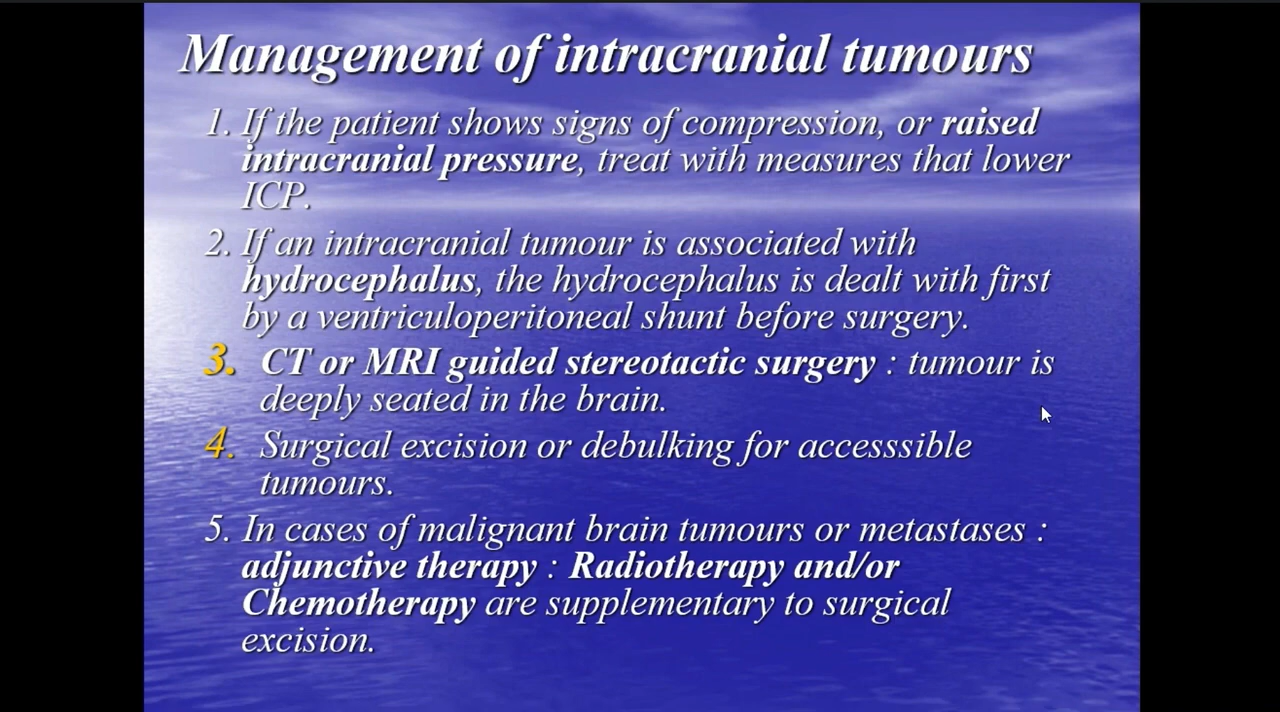 Management of intracranial tumours
1. If the patient shows signs of compression, or raised
intracranial pressure, treat with measures that lower
ICP.
2. If an intracranial tumour is associated with
hydrocephalus, the hydrocephalus is dealt with first
by a ventriculoperitoneal shunt before surgery.
3. CT or MRI guided stereotactic surgery : tumour is
deeply seated in the brain.
4. Surgical excision or debulking for accesssible
tumours.
5. In cases of malignant brain tumours or metastases :
adjunctive therapy : Radiotherapy and/or
Chemotherapy are supplementary to surgical
excision.